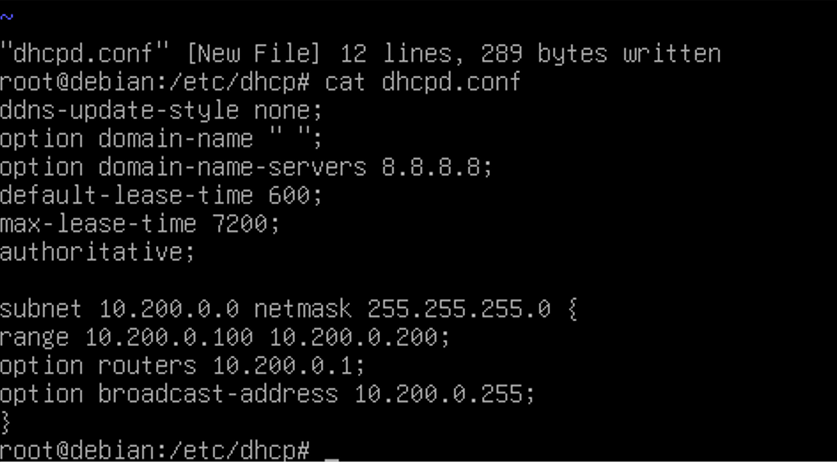 ~
"dhcpd.conf" [New File] 12 lines, 289 bytes written
root@debian:/etc/dhcp# cat dhcpd.conf
ddns-update-style none;
option domain-name " ";
option domain-name-servers 8.8.8.8;
default-lease-time 600;
max-lease-time 7200;
authoritative;

subnet 10.200.0.0 netmask 255.255.255.0 {
range 10.200.0.100 10.200.0.200;
option routers 10.200.0.1;
option broadcast-address 10.200.0.255;
}
root@debian:/etc/dhcp# _